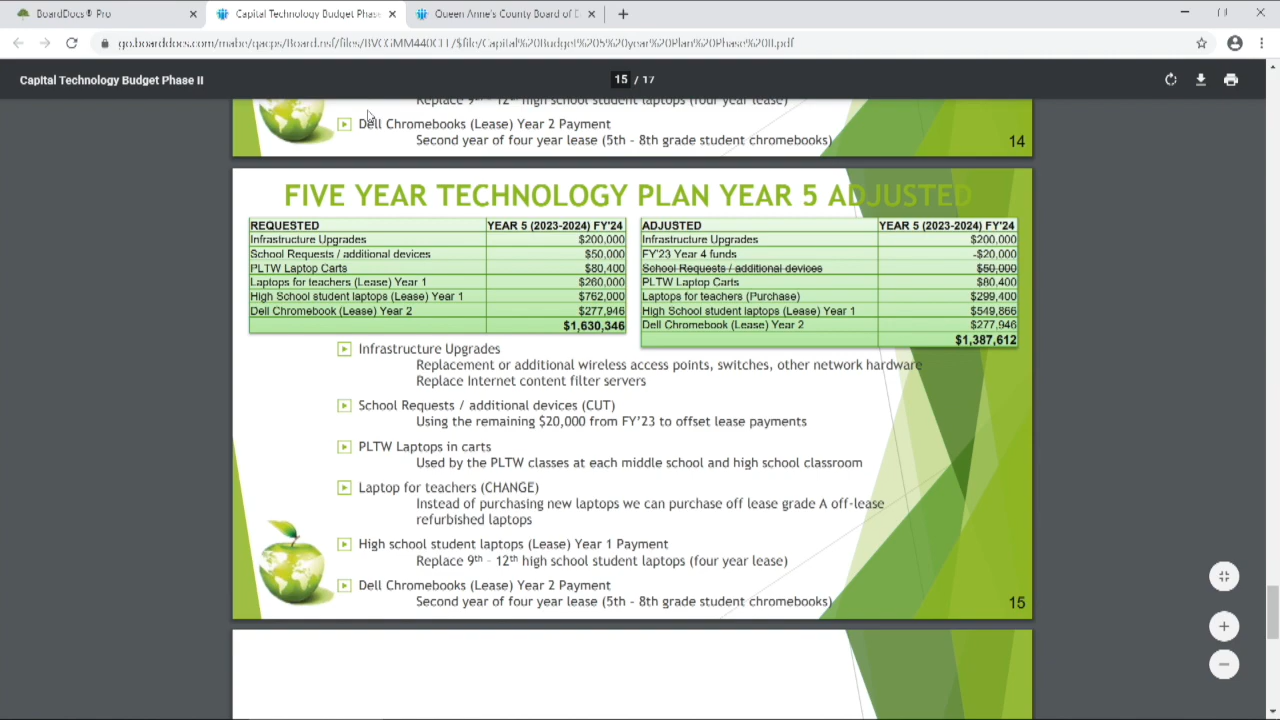 BoardDocs® Pro
Capital Technology Budget Phase
Queen Anne's County Board of
Capital Technology Budget Phase II
15 / 17
Replace 9th - 12th high school student laptops (four year lease)
Dell Chromebooks (Lease) Year 2 Payment
Second year of four year lease (5th - 8th grade student chromebooks)
14
FIVE YEAR TECHNOLOGY PLAN YEAR 5 ADJUSTED
REQUESTED YEAR 5 (2023-2024) FY'24
Infrastructure Upgrades $200,000
School Requests / additional devices $50,000
PLTW Laptop Carts $80,400
Laptops for teachers (Lease) Year 1 $260,000
High School student laptops (Lease) Year 1 $762,000
Dell Chromebook (Lease) Year 2 $277,946
$1,630,346
ADJUSTED YEAR 5 (2023-2024) FY'24
Infrastructure Upgrades $200,000
FY'23 Year 4 funds -$20,000
School Requests / additional devices $50,000
PLTW Laptop Carts $80,400
Laptops for teachers (Purchase) $299,400
High School student laptops (Lease) Year 1 $549,866
Dell Chromebook (Lease) Year 2 $277,946
$1,387,612
Infrastructure Upgrades
Replacement or additional wireless access points, switches, other network hardware
Replace Internet content filter servers
School Requests / additional devices (CUT)
Using the remaining $20,000 from FY'23 to offset lease payments
PLTW Laptops in carts
Used by the PLTW classes at each middle school and high school classroom
Laptop for teachers (CHANGE)
Instead of purchasing new laptops we can purchase off lease grade A off-lease
refurbished laptops
High school student laptops (Lease) Year 1 Payment
Replace 9th - 12th high school student laptops (four year lease)
Dell Chromebooks (Lease) Year 2 Payment
Second year of four year lease (5th - 8th grade student chromebooks)
15